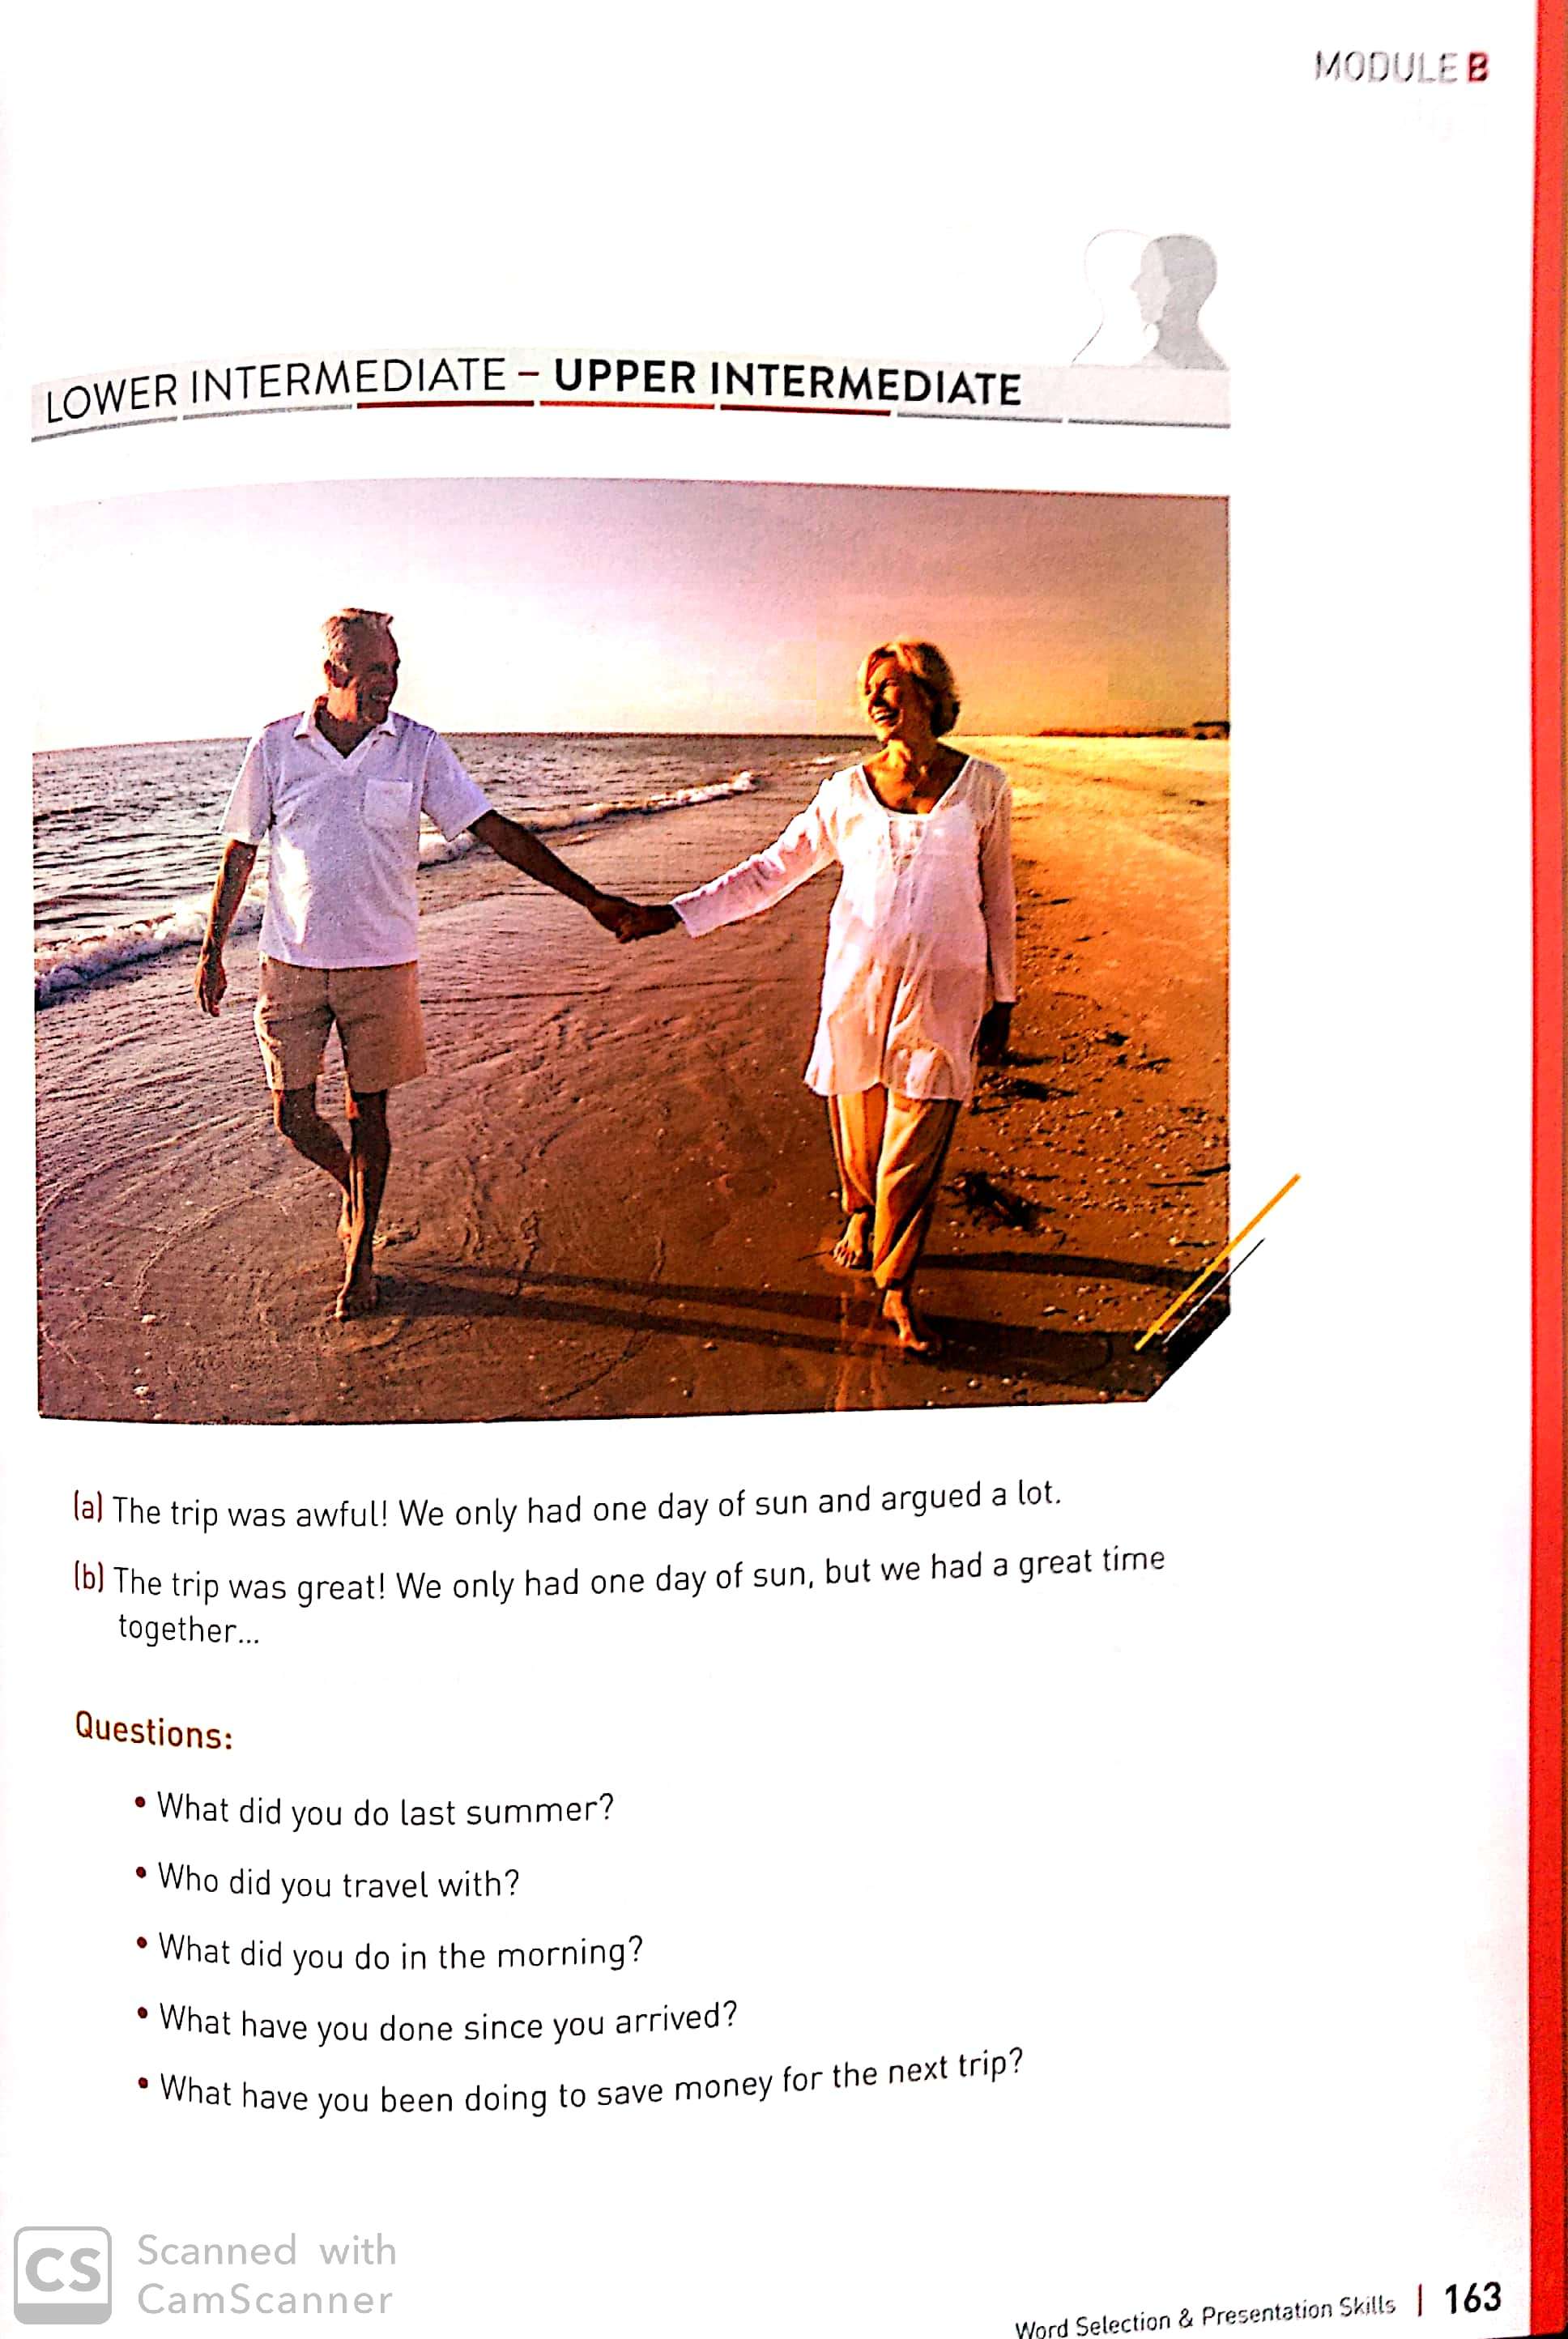 MODULE B
LOWER INTERMEDIATE – UPPER INTERMEDIATE
(a) The trip was awful! We only had one day of sun and argued a lot.
(b) The trip was great! We only had one day of sun, but we had a great time
together...
Questions:
• What did you do last summer?
• Who did you travel with?
• What did you do in the morning?
• What have you done since you arrived?
• What have you been doing to save money for the next trip?
CS
Scanned with
CamScanner
Word Selection & Presentation Skills | 163